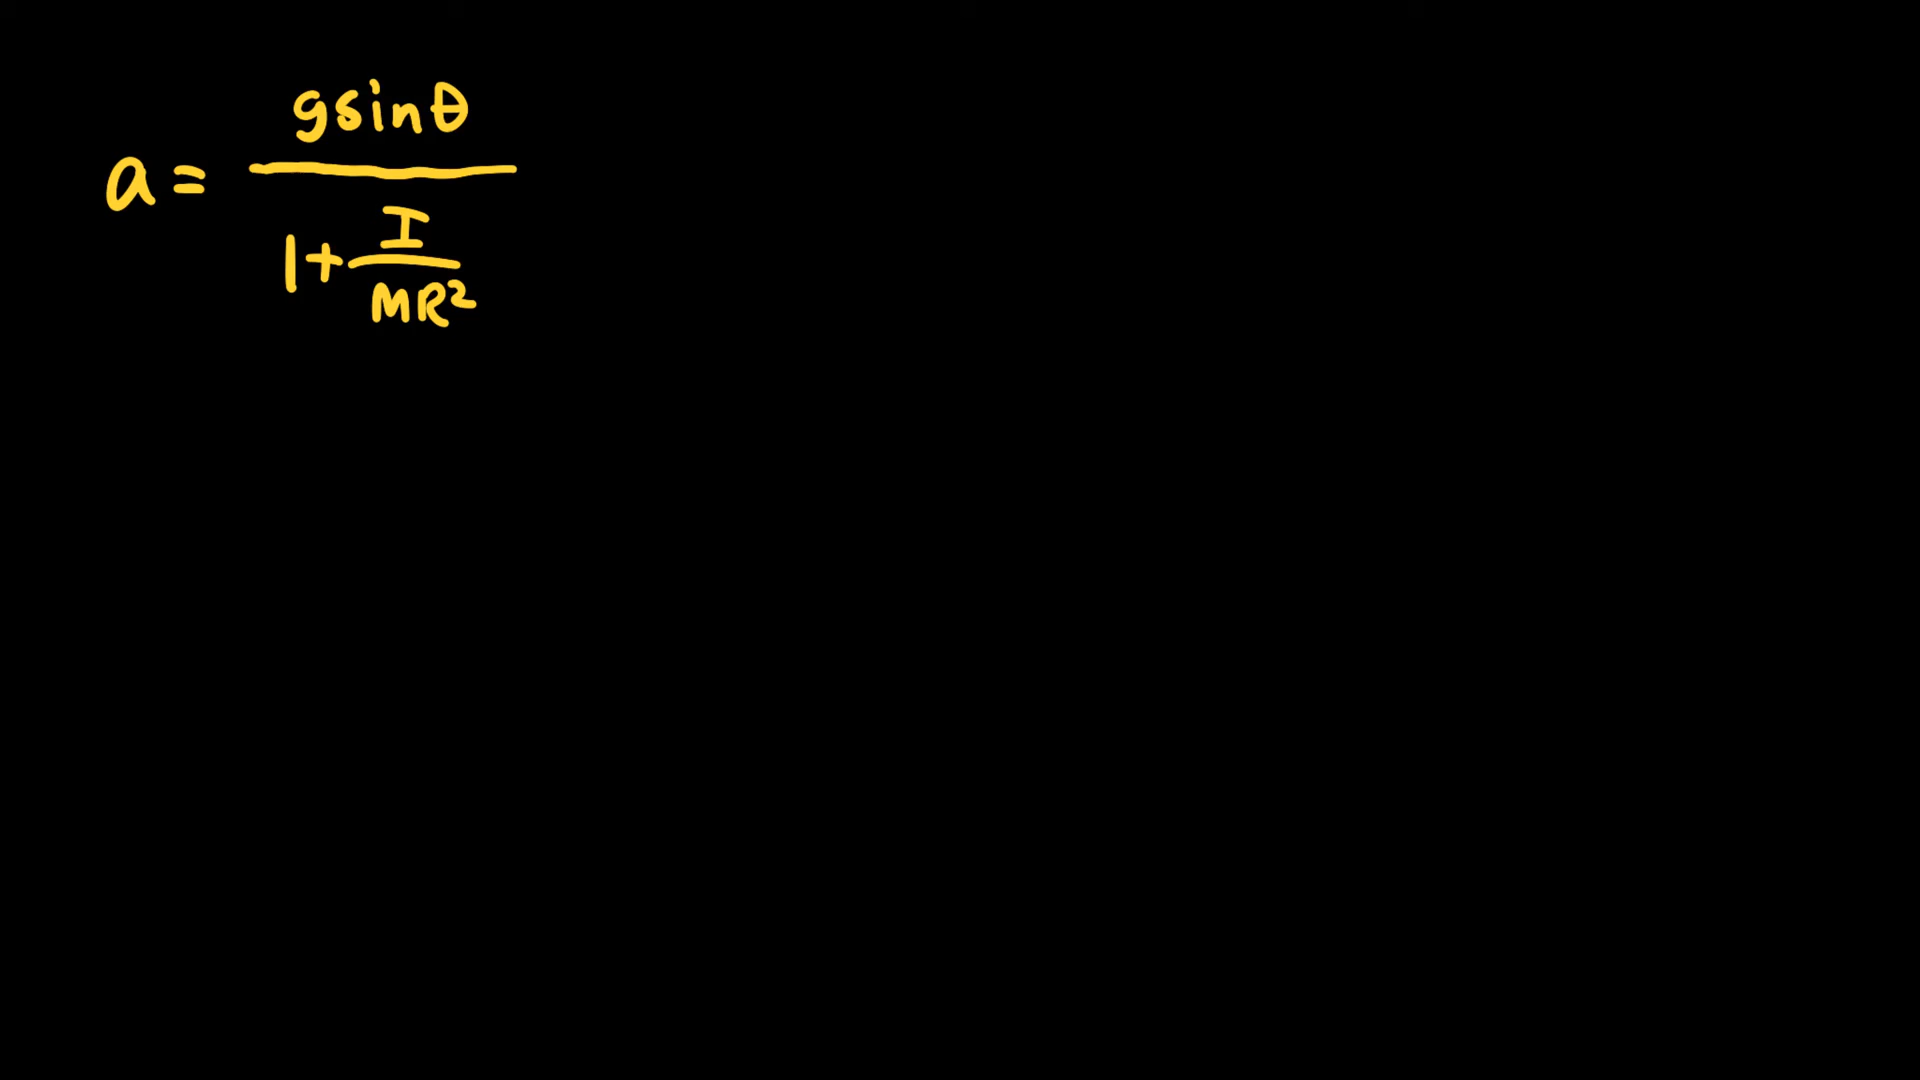 a = gsinθ / (1 + I / MR²)